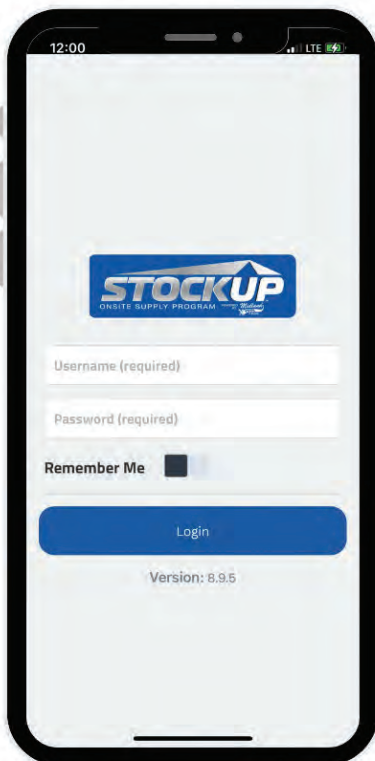 12:00
LTE
STOCKUP
ONSITE SUPPLY PROGRAM
Username (required)
Password (required)
Remember Me
Login
Version: 8.9.5